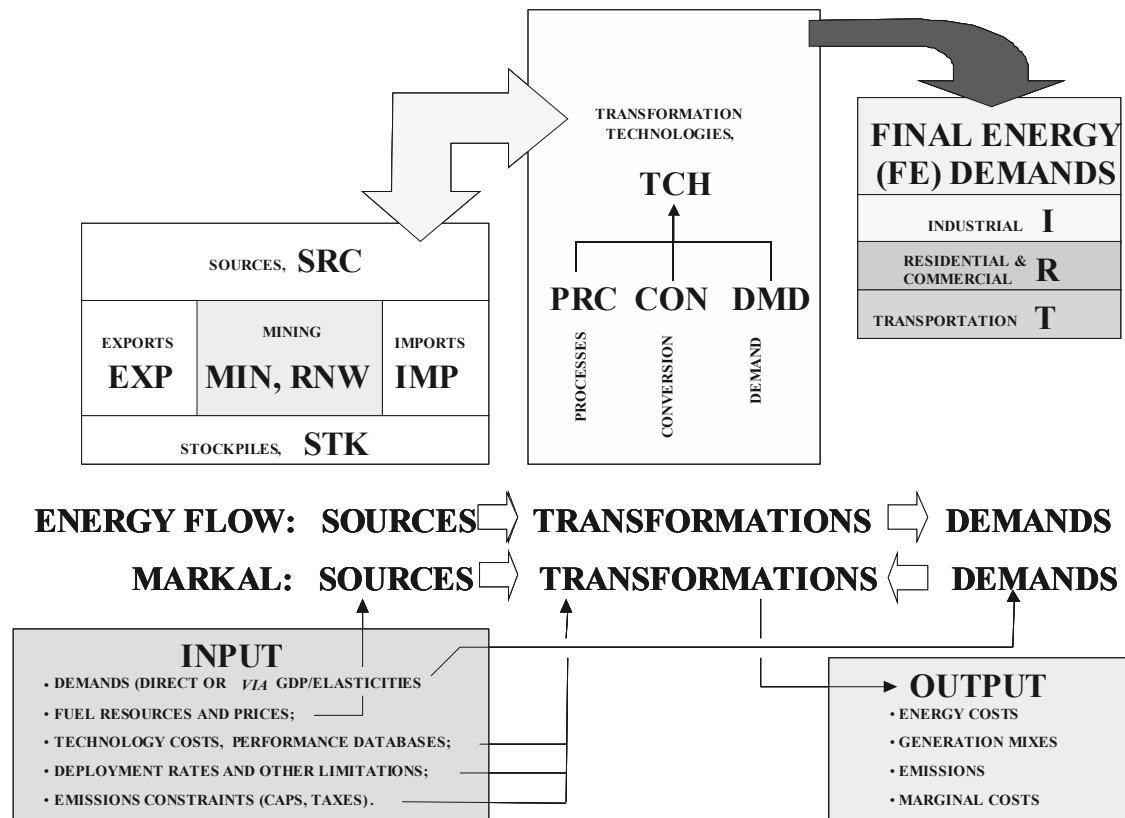 TRANSFORMATION
TECHNOLOGIES,
TCH
PRC CON DMD
PROCESSES
CONVERSION
DEMAND
FINAL ENERGY
(FE) DEMANDS
INDUSTRIAL I
RESIDENTIAL &
COMMERCIAL R
TRANSPORTATION T
SOURCES, SRC
EXPORTS
EXP
MINING
MIN, RNW
IMPORTS
IMP
STOCKPILES, STK
ENERGY FLOW: SOURCES TRANSFORMATIONS DEMANDS
MARKAL: SOURCES TRANSFORMATIONS DEMANDS
INPUT
• DEMANDS (DIRECT OR VIA GDP/ELASTICITIES
• FUEL RESOURCES AND PRICES;
• TECHNOLOGY COSTS, PERFORMANCE DATABASES;
• DEPLOYMENT RATES AND OTHER LIMITATIONS;
• EMISSIONS CONSTRAINTS (CAPS, TAXES).
OUTPUT
• ENERGY COSTS
• GENERATION MIXES
• EMISSIONS
• MARGINAL COSTS